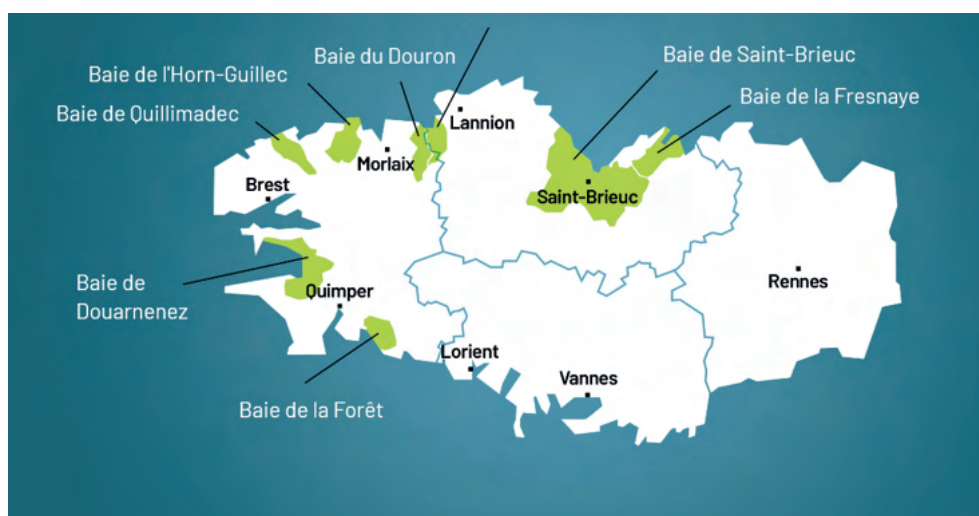 Baie du Douron
Baie de Saint-Brieuc
Baie de l'Horn-Guillec
Baie de la Fresnaye
Baie de Quillimadec
Lannion
Morlaix
Brest
Saint-Brieuc
Baie de
Douarnenez
Quimper
Rennes
Lorient
Vannes
Baie de la Forêt